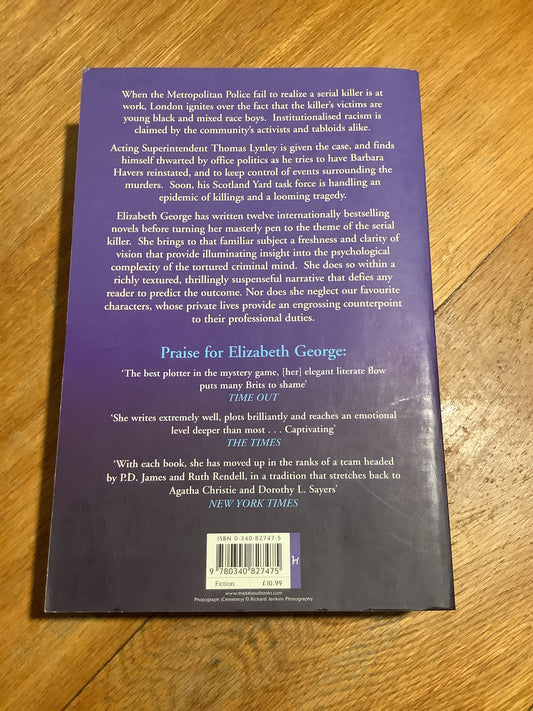 When the Metropolitan Police fail to realize a serial killer is at
work, London ignites over the fact that the killer's victims are
young black and mixed race boys. Institutionalised racism is
claimed by the community's activists and tabloids alike.
Acting Superintendent Thomas Lynley is given the case, and finds
himself thwarted by office politics as he tries to have Barbara
Havers reinstated, and to keep control of events surrounding the
murders. Soon, his Scotland Yard task force is handling an
epidemic of killings and a looming tragedy.
Elizabeth George has written twelve internationally bestselling
novels before turning her masterly pen to the theme of the serial
killer. She brings to that familiar subject a freshness and clarity of
vision that provide illuminating insight into the psychological
complexity of the tortured criminal mind. She does so within a
richly textured, thrillingly suspenseful narrative that defies any
reader to predict the outcome. Nor does she neglect our favourite
characters, whose private lives provide an engrossing counterpoint
to their professional duties.
Praise for Elizabeth George:
'The best plotter in the mystery game, [her] elegant literate flow
puts many Brits to shame'
TIME OUT
'She writes extremely well, plots brilliantly and reaches an emotional
level deeper than most . . . Captivating'
THE TIMES
'With each book, she has moved up in the ranks of a team headed
by P.D. James and Ruth Rendell, in a tradition that stretches back to
Agatha Christie and Dorothy L. Sayers'
NEW YORK TIMES
ISBN 0-340-82747-5
9 780340 827475
Fiction £10.99
www.madaboutbooks.com
Photograph (Cemetery) © Richard Jenkins Photography